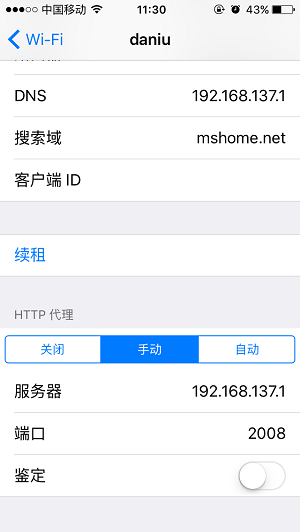 中国移动 11:30 43%
Wi-Fi daniu
DNS 192.168.137.1
搜索域 mshome.net
客户端 ID
续租
HTTP 代理
关闭 手动 自动
服务器 192.168.137.1
端口 2008
鉴定